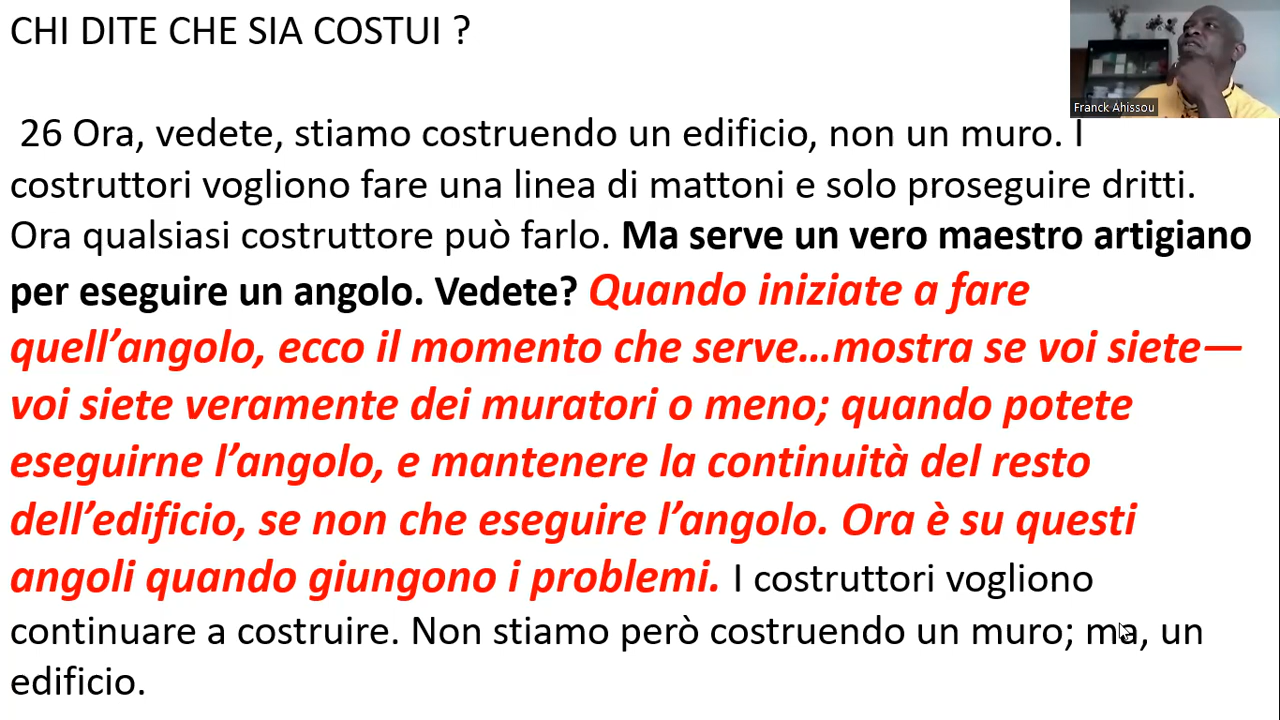 CHI DITE CHE SIA COSTUI ?
Franck Ahissou
26 Ora, vedete, stiamo costruendo un edificio, non un muro. I
costruttori vogliono fare una linea di mattoni e solo proseguire dritti.
Ora qualsiasi costruttore può farlo. Ma serve un vero maestro artigiano
per eseguire un angolo. Vedete? Quando iniziate a fare
quell’angolo, ecco il momento che serve…mostra se voi siete—
voi siete veramente dei muratori o meno; quando potete
eseguirne l’angolo, e mantenere la continuità del resto
dell’edificio, se non che eseguire l’angolo. Ora è su questi
angoli quando giungono i problemi. I costruttori vogliono
continuare a costruire. Non stiamo però costruendo un muro; ma, un
edificio.